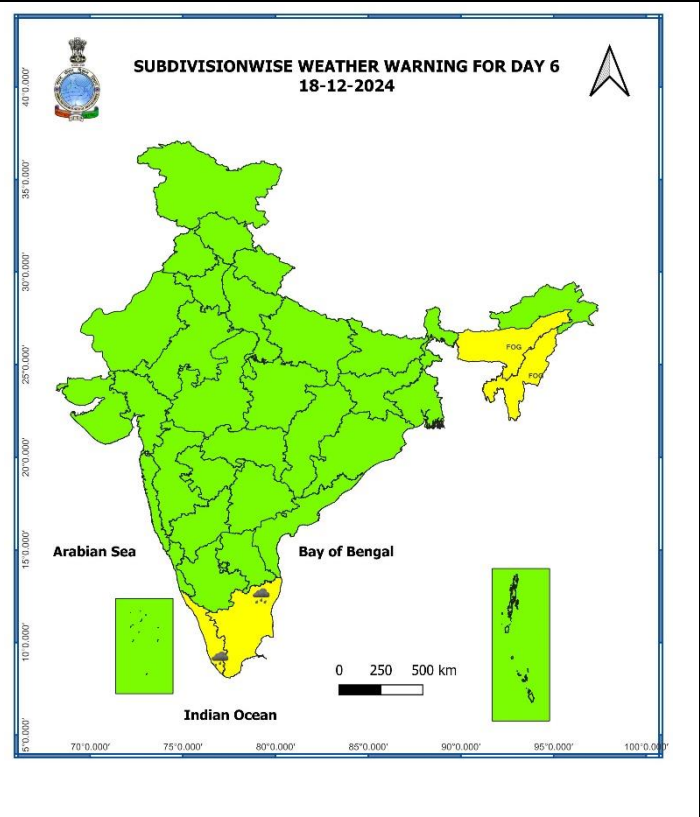 SUBDIVISIONWISE WEATHER WARNING FOR DAY 6
18-12-2024
40°0.000'
35°0.000'
30°0.000'
25°0.000'
20°0.000'
15°0.000'
10°0.000'
5°0.000'
FOG
FOG
Arabian Sea
Bay of Bengal
0 250 500 km
Indian Ocean
70°0.000' 75°0.000' 80°0.000' 85°0.000' 90°0.000' 95°0.000' 100°0.000'